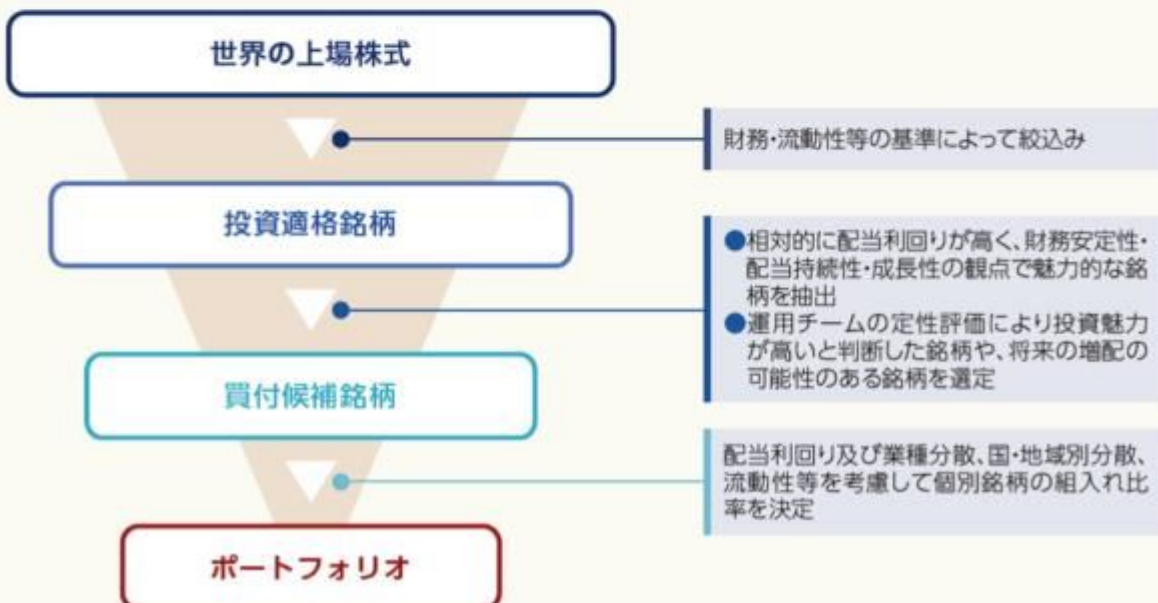 世界の上場株式
財務・流動性等の基準によって絞込み
投資適格銘柄
●相対的に配当利回りが高く、財務安定性・
配当持続性・成長性の観点で魅力的な銘
柄を抽出
●運用チームの定性評価により投資魅力
が高いと判断した銘柄や、将来の増配の
可能性のある銘柄を選定
買付候補銘柄
配当利回り及び業種分散、国・地域別分散、
流動性等を考慮して個別銘柄の組入れ比
率を決定
ポートフォリオ